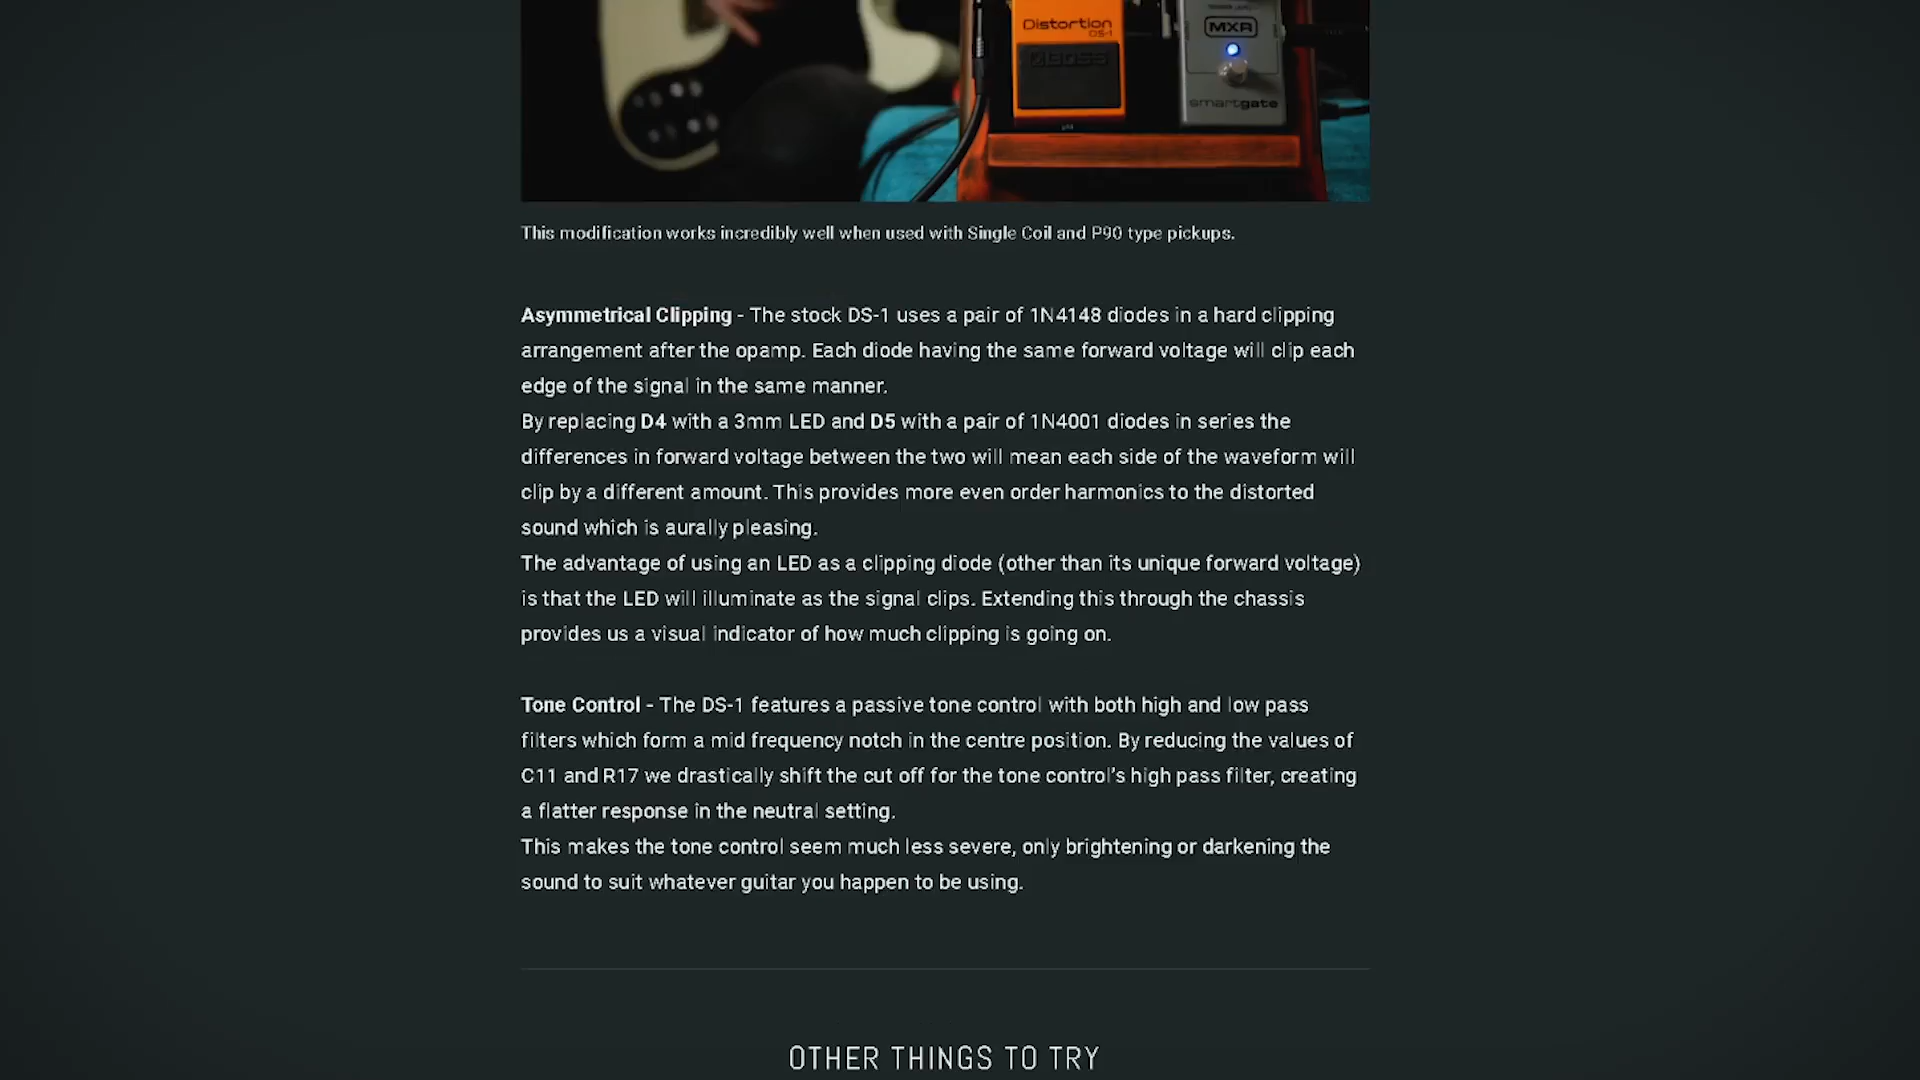 Distortion
DS-1
BOSS
MXR
smartgate
This modification works incredibly well when used with Single Coil and P90 type pickups.
Asymmetrical Clipping - The stock DS-1 uses a pair of 1N4148 diodes in a hard clipping
arrangement after the opamp. Each diode having the same forward voltage will clip each
edge of the signal in the same manner.
By replacing D4 with a 3mm LED and D5 with a pair of 1N4001 diodes in series the
differences in forward voltage between the two will mean each side of the waveform will
clip by a different amount. This provides more even order harmonics to the distorted
sound which is aurally pleasing.
The advantage of using an LED as a clipping diode (other than its unique forward voltage)
is that the LED will illuminate as the signal clips. Extending this through the chassis
provides us a visual indicator of how much clipping is going on.
Tone Control - The DS-1 features a passive tone control with both high and low pass
filters which form a mid frequency notch in the centre position. By reducing the values of
C11 and R17 we drastically shift the cut off for the tone control's high pass filter, creating
a flatter response in the neutral setting.
This makes the tone control seem much less severe, only brightening or darkening the
sound to suit whatever guitar you happen to be using.
OTHER THINGS TO TRY